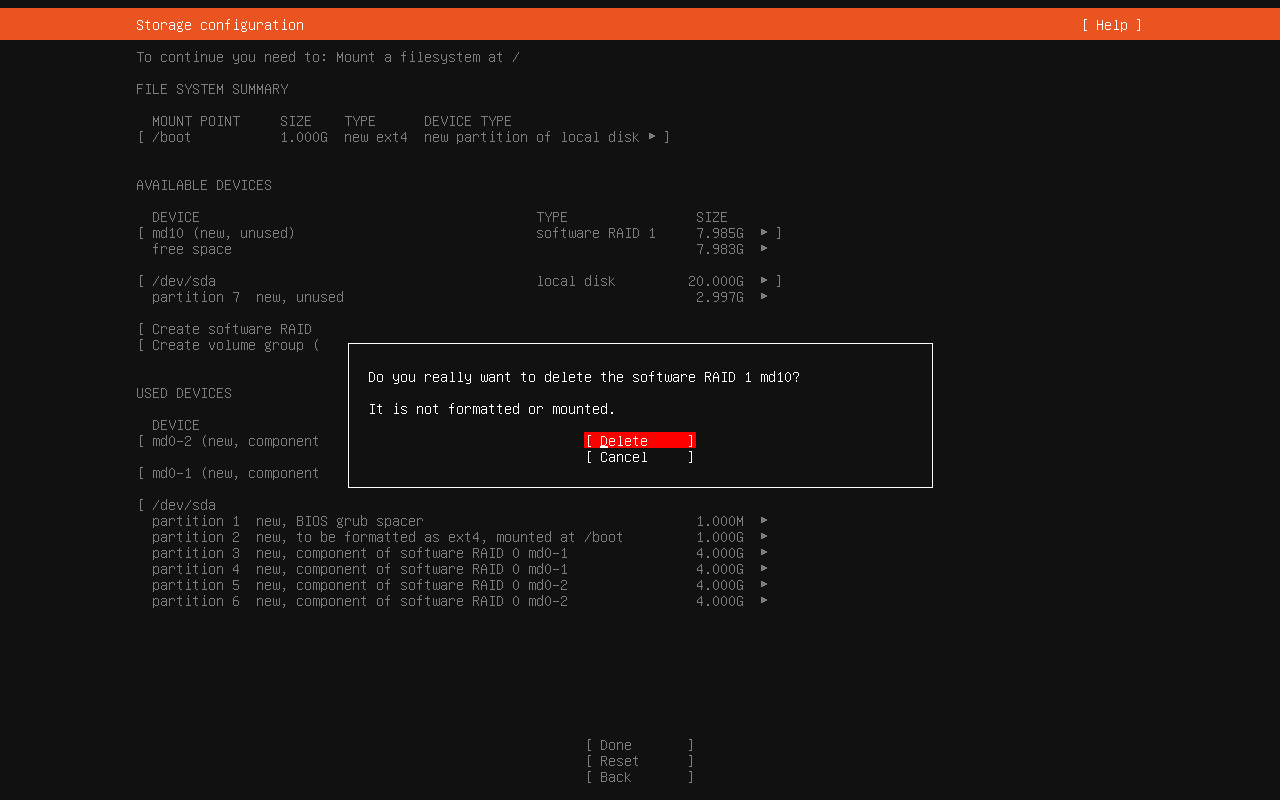 Storage configuration [ Help ]
To continue you need to: Mount a filesystem at /
FILE SYSTEM SUMMARY
MOUNT POINT SIZE TYPE DEVICE TYPE
[ /boot 1.000G new ext4 new partition of local disk ▸ ]
AVAILABLE DEVICES
DEVICE TYPE SIZE
[ md10 (new, unused) software RAID 1 7.985G ▸ ]
free space 7.983G ▸
[ /dev/sda local disk 20.000G ▸ ]
partition 7 new, unused 2.997G ▸
[ Create software RAID
[ Create volume group (
Do you really want to delete the software RAID 1 md10?
It is not formatted or mounted.
[ Delete ]
[ Cancel ]
USED DEVICES
DEVICE
[ md0-2 (new, component
[ md0-1 (new, component
[ /dev/sda
partition 1 new, BIOS grub spacer 1.000M ▸
partition 2 new, to be formatted as ext4, mounted at /boot 1.000G ▸
partition 3 new, component of software RAID 0 md0-1 4.000G ▸
partition 4 new, component of software RAID 0 md0-1 4.000G ▸
partition 5 new, component of software RAID 0 md0-2 4.000G ▸
partition 6 new, component of software RAID 0 md0-2 4.000G ▸
[ Done ]
[ Reset ]
[ Back ]